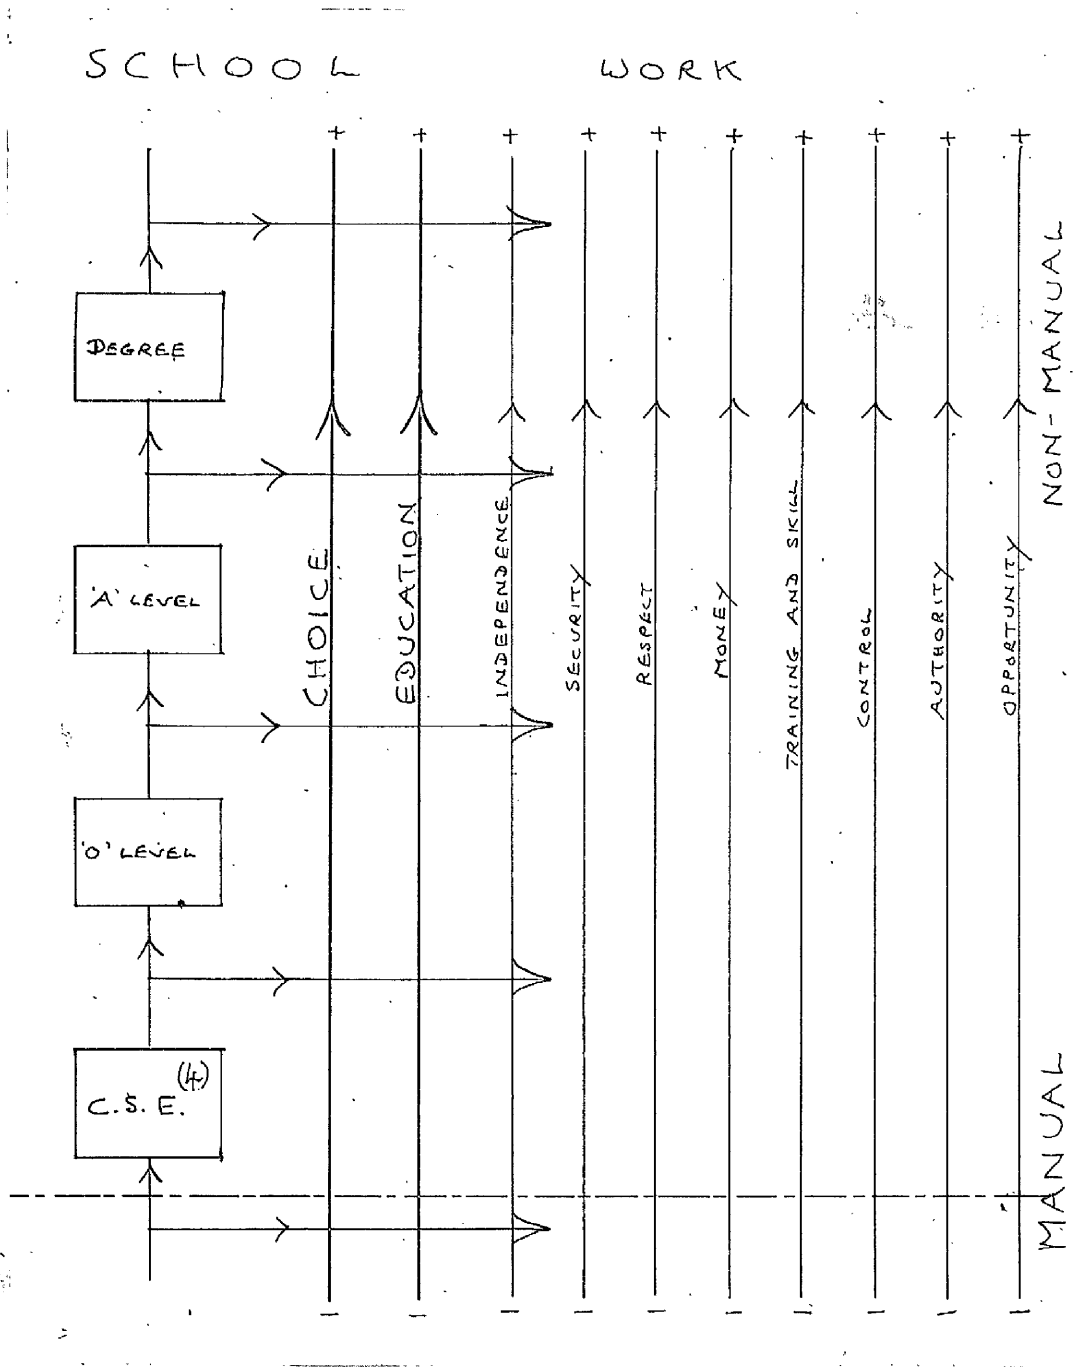 SCHOOL
WORK
+ + + + + + + + + +
DEGREE
'A' LEVEL
'O' LEVEL
C.S.E. (4)
CHOICE
EDUCATION
INDEPENDENCE
SECURITY
RESPECT
MONEY
TRAINING AND SKILL
CONTROL
AUTHORITY
OPPORTUNITY
NON-MANUAL
MANUAL
- - - - - - - - - -